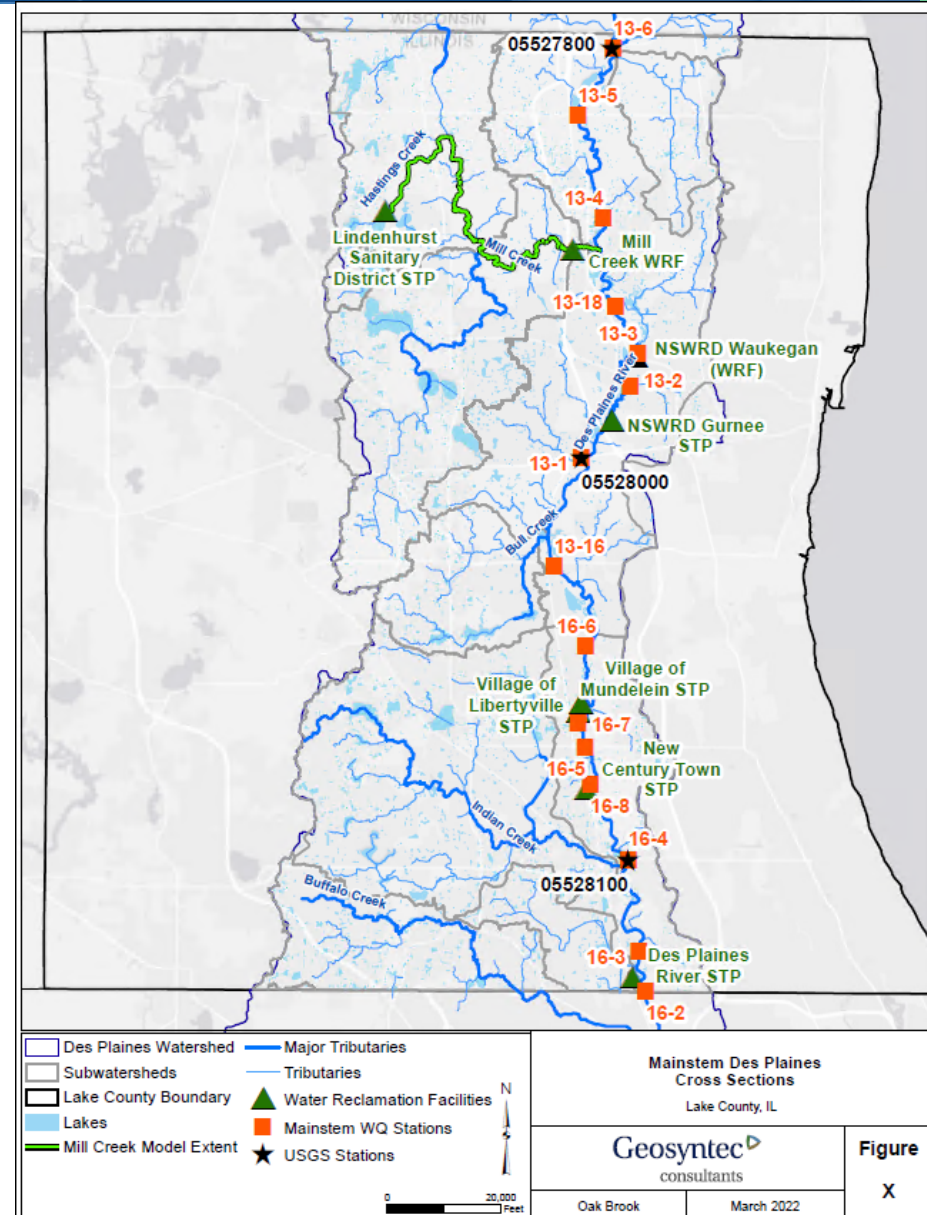 WISCONSIN
ILLINOIS
13-6
05527800
13-5
Hastings Creek
13-4
Lindenhurst
Sanitary
District STP
Mill Creek
Mill
Creek WRF
13-18
13-3
NSWRD Waukegan
(WRF)
13-2
Des Plaines River
NSWRD Gurnee
STP
13-1
05528000
Bull Creek
13-16
16-6
Village of
Mundelein STP
Village of
Libertyville
STP
16-7
New
Century Town
STP
16-5
16-8
Indian Creek
16-4
05528100
Buffalo Creek
16-3
Des Plaines
River STP
16-2
Des Plaines Watershed
Subwatersheds
Lake County Boundary
Lakes
Mill Creek Model Extent
Major Tributaries
Tributaries
Water Reclamation Facilities
Mainstem WQ Stations
USGS Stations
N
0 20,000
Feet
Mainstem Des Plaines
Cross Sections
Lake County, IL
Geosyntec
consultants
Oak Brook
March 2022
Figure
X